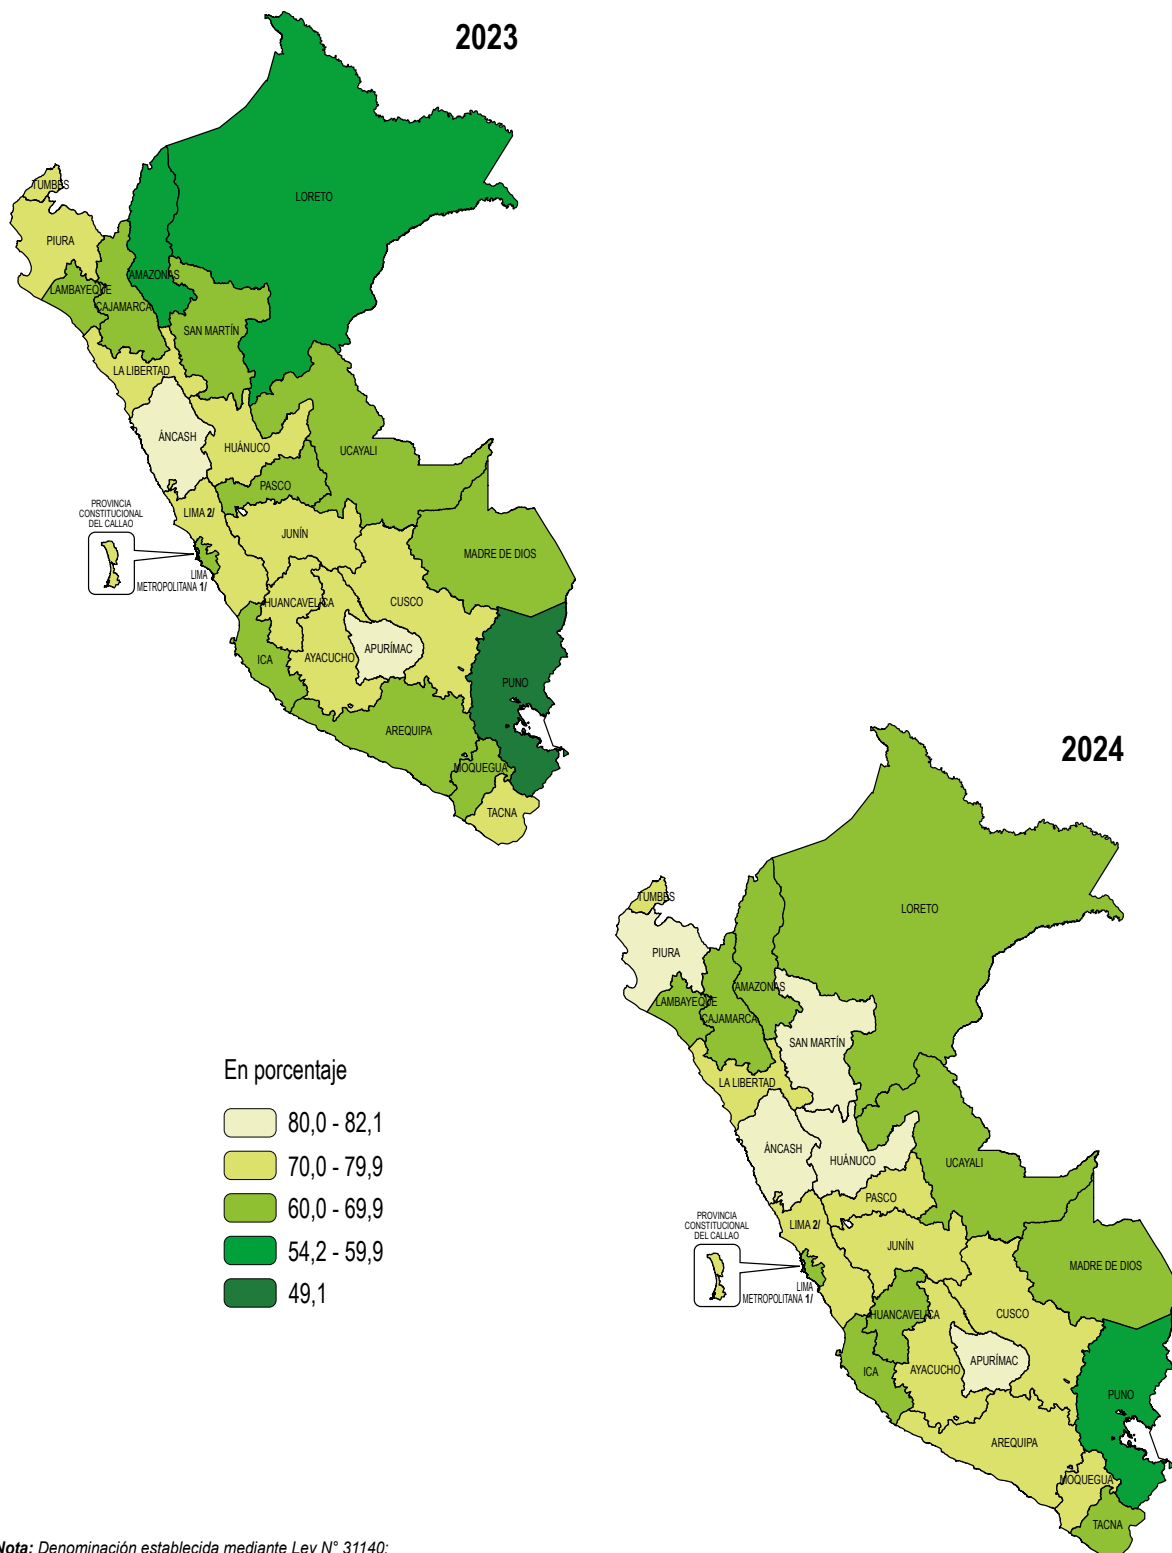 2023
LORETO
TUMBES
PIURA
AMAZONAS
LAMBAYEQUE
CAJAMARCA
SAN MARTÍN
LA LIBERTAD
ÁNCASH
HUÁNUCO
UCAYALI
PASCO
PROVINCIA
CONSTITUCIONAL
DEL CALLAO
LIMA 2/
JUNÍN
MADRE DE DIOS
LIMA
METROPOLITANA 1/
HUANCAVELICA
CUSCO
APURÍMAC
ICA
AYACUCHO
PUNO
AREQUIPA
MOQUEGUA
TACNA
2024
LORETO
TUMBES
PIURA
AMAZONAS
LAMBAYEQUE
CAJAMARCA
SAN MARTÍN
LA LIBERTAD
ÁNCASH
HUÁNUCO
UCAYALI
PASCO
PROVINCIA
CONSTITUCIONAL
DEL CALLAO
LIMA 2/
JUNÍN
MADRE DE DIOS
LIMA
METROPOLITANA 1/
HUANCAVELICA
CUSCO
APURÍMAC
ICA
AYACUCHO
PUNO
AREQUIPA
MOQUEGUA
TACNA
En porcentaje
80,0 - 82,1
70,0 - 79,9
60,0 - 69,9
54,2 - 59,9
49,1
Nota: Denominación establecida mediante Ley N° 31140: